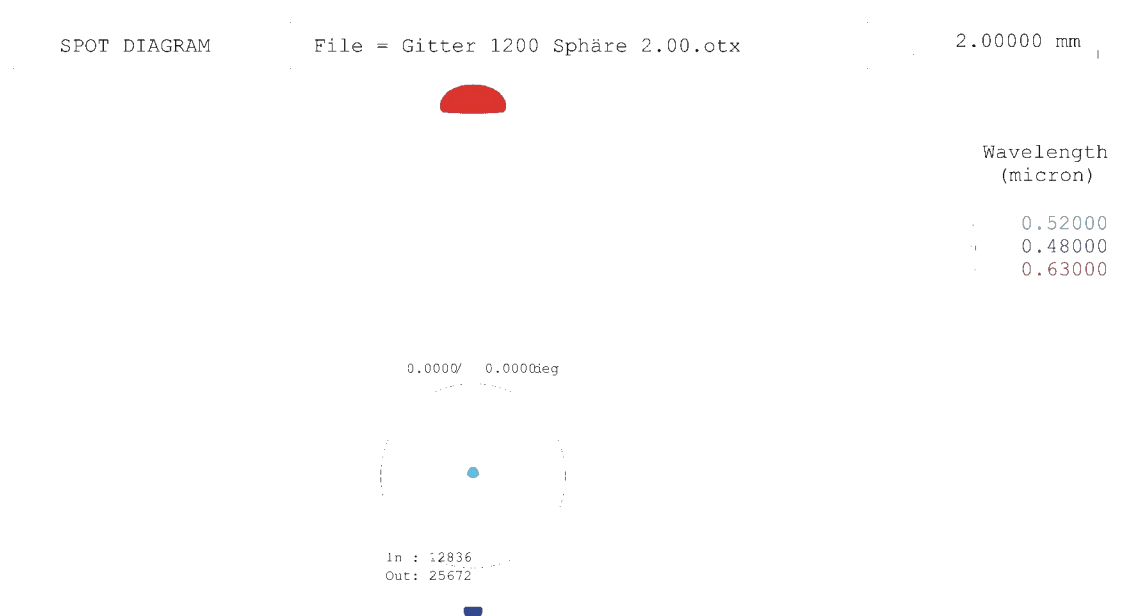 SPOT DIAGRAM File = Gitter 1200 Sphäre 2.00.otx 2.00000 mm
Wavelength
(micron)
0.52000
0.48000
0.63000
0.0000/ 0.0000deg
In : 12836
Out: 25672